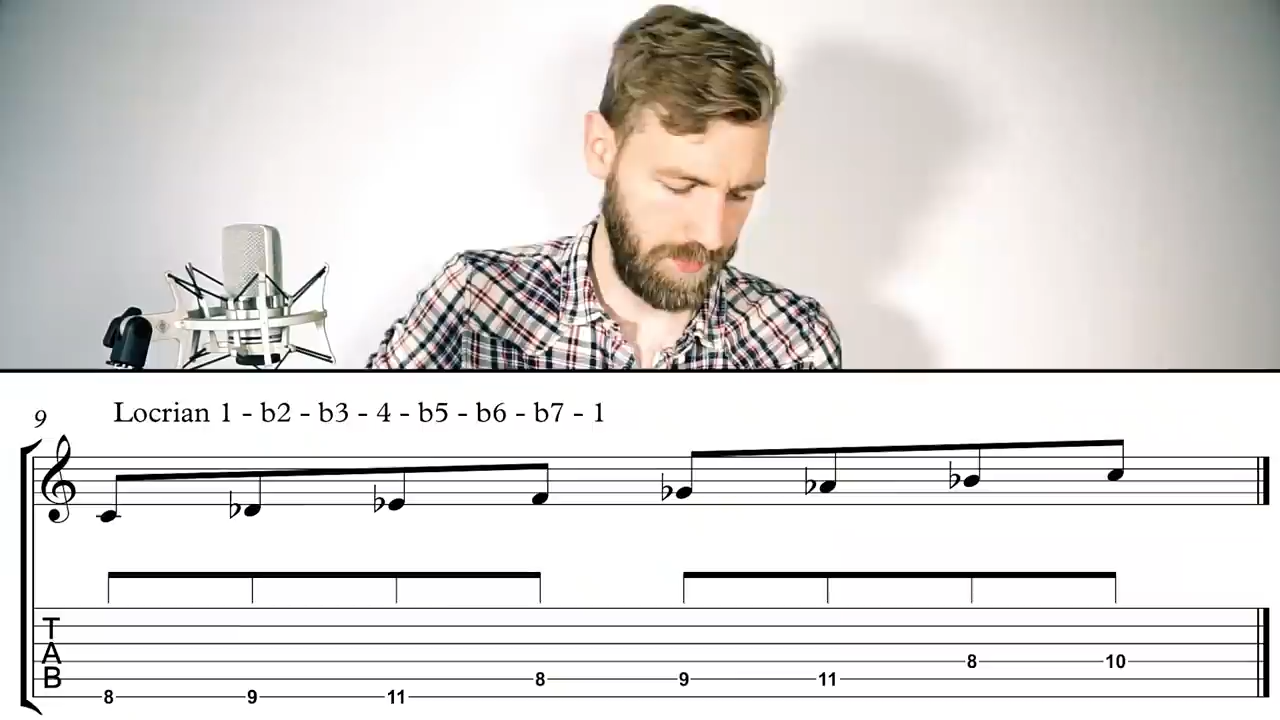 9
Locrian 1 - b2 - b3 - 4 - b5 - b6 - b7 - 1
T
A
B
8 10
8 9 11
8 9 11